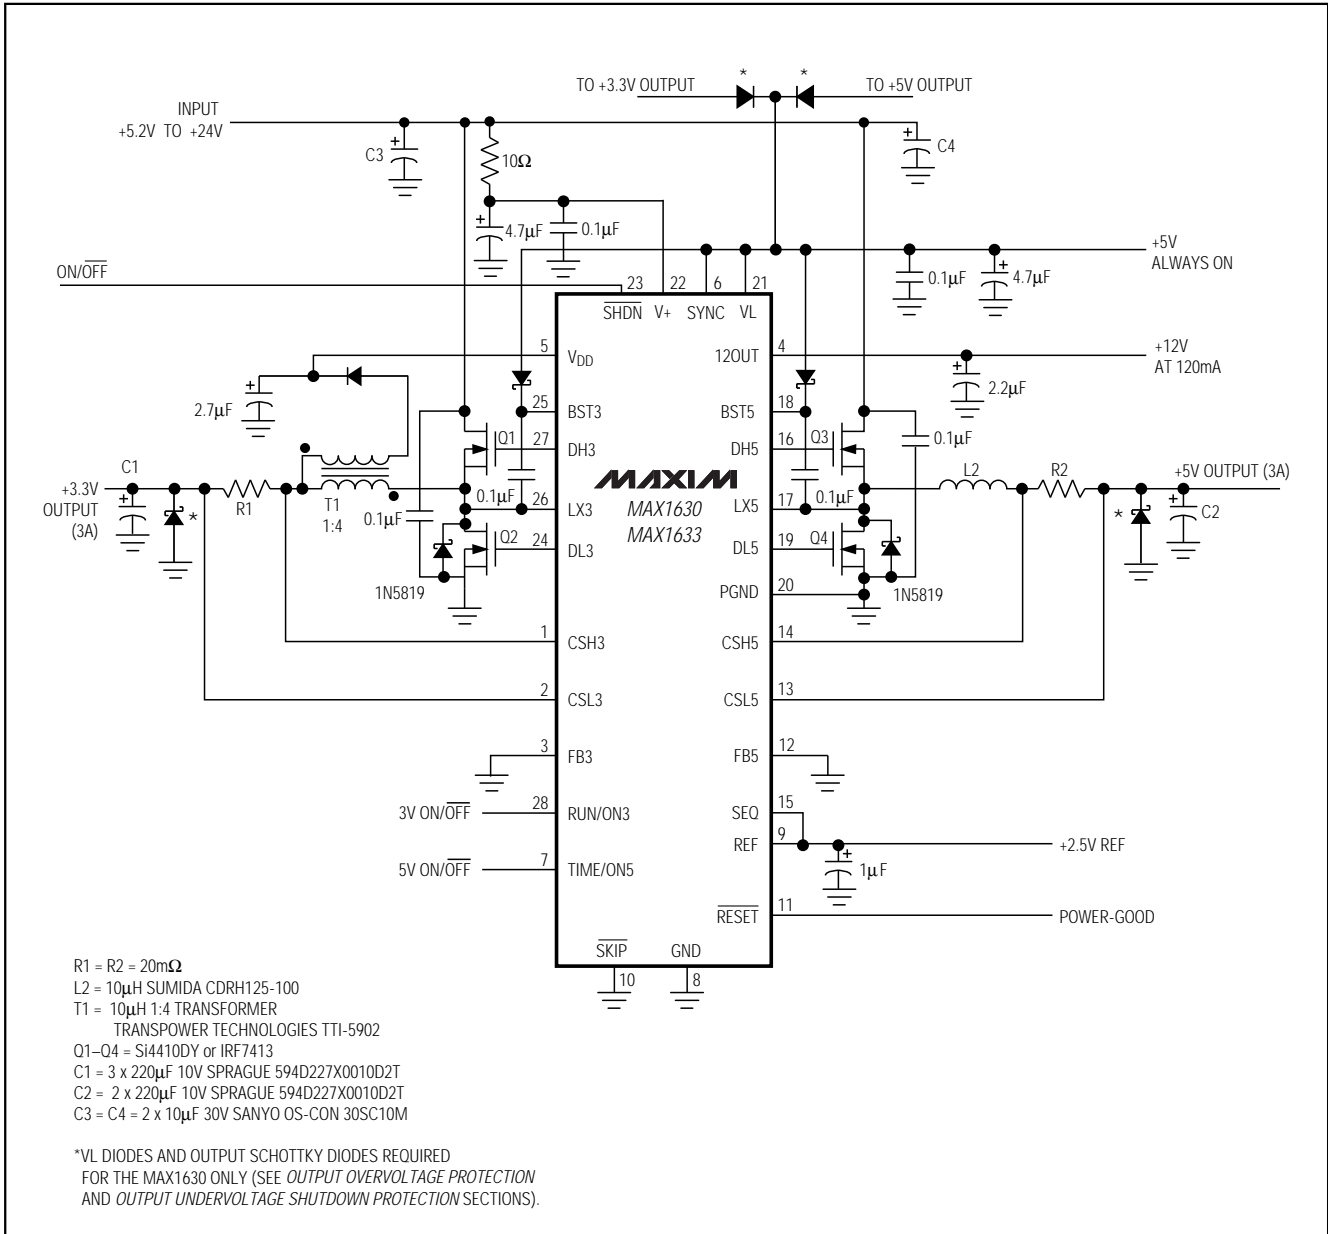 TO +3.3V OUTPUT
*
*
TO +5V OUTPUT
INPUT
+5.2V TO +24V
C3
+
10Ω
+
C4
+
4.7μF
0.1μF
+5V
ALWAYS ON
ON/OFF
0.1μF
+
4.7μF
23
22
6
21
SHDN
V+
SYNC
VL
5
VDD
12OUT
4
+12V
AT 120mA
+
2.7μF
+
2.2μF
25
BST3
BST5
18
Q1
27
DH3
DH5
16
Q3
0.1μF
C1
+3.3V
OUTPUT
(3A)
+
*
R1
T1
1:4
0.1μF
0.1μF
26
LX3
MAXIM
MAX1630
MAX1633
LX5
17
0.1μF
L2
R2
+5V OUTPUT (3A)
*
+
C2
Q2
24
DL3
DL5
19
Q4
1N5819
PGND
20
1N5819
1
CSH3
CSH5
14
2
CSL3
CSL5
13
3
FB3
FB5
12
3V ON/OFF
28
RUN/ON3
SEQ
15
REF
9
+2.5V REF
+
1μF
5V ON/OFF
7
TIME/ON5
RESET
11
POWER-GOOD
SKIP
GND
10
8
R1 = R2 = 20mΩ
L2 = 10μH SUMIDA CDRH125-100
T1 = 10μH 1:4 TRANSFORMER
TRANSPOWER TECHNOLOGIES TTI-5902
Q1–Q4 = Si4410DY or IRF7413
C1 = 3 x 220μF 10V SPRAGUE 594D227X0010D2T
C2 = 2 x 220μF 10V SPRAGUE 594D227X0010D2T
C3 = C4 = 2 x 10μF 30V SANYO OS-CON 30SC10M
*VL DIODES AND OUTPUT SCHOTTKY DIODES REQUIRED
FOR THE MAX1630 ONLY (SEE OUTPUT OVERVOLTAGE PROTECTION
AND OUTPUT UNDERVOLTAGE SHUTDOWN PROTECTION SECTIONS).